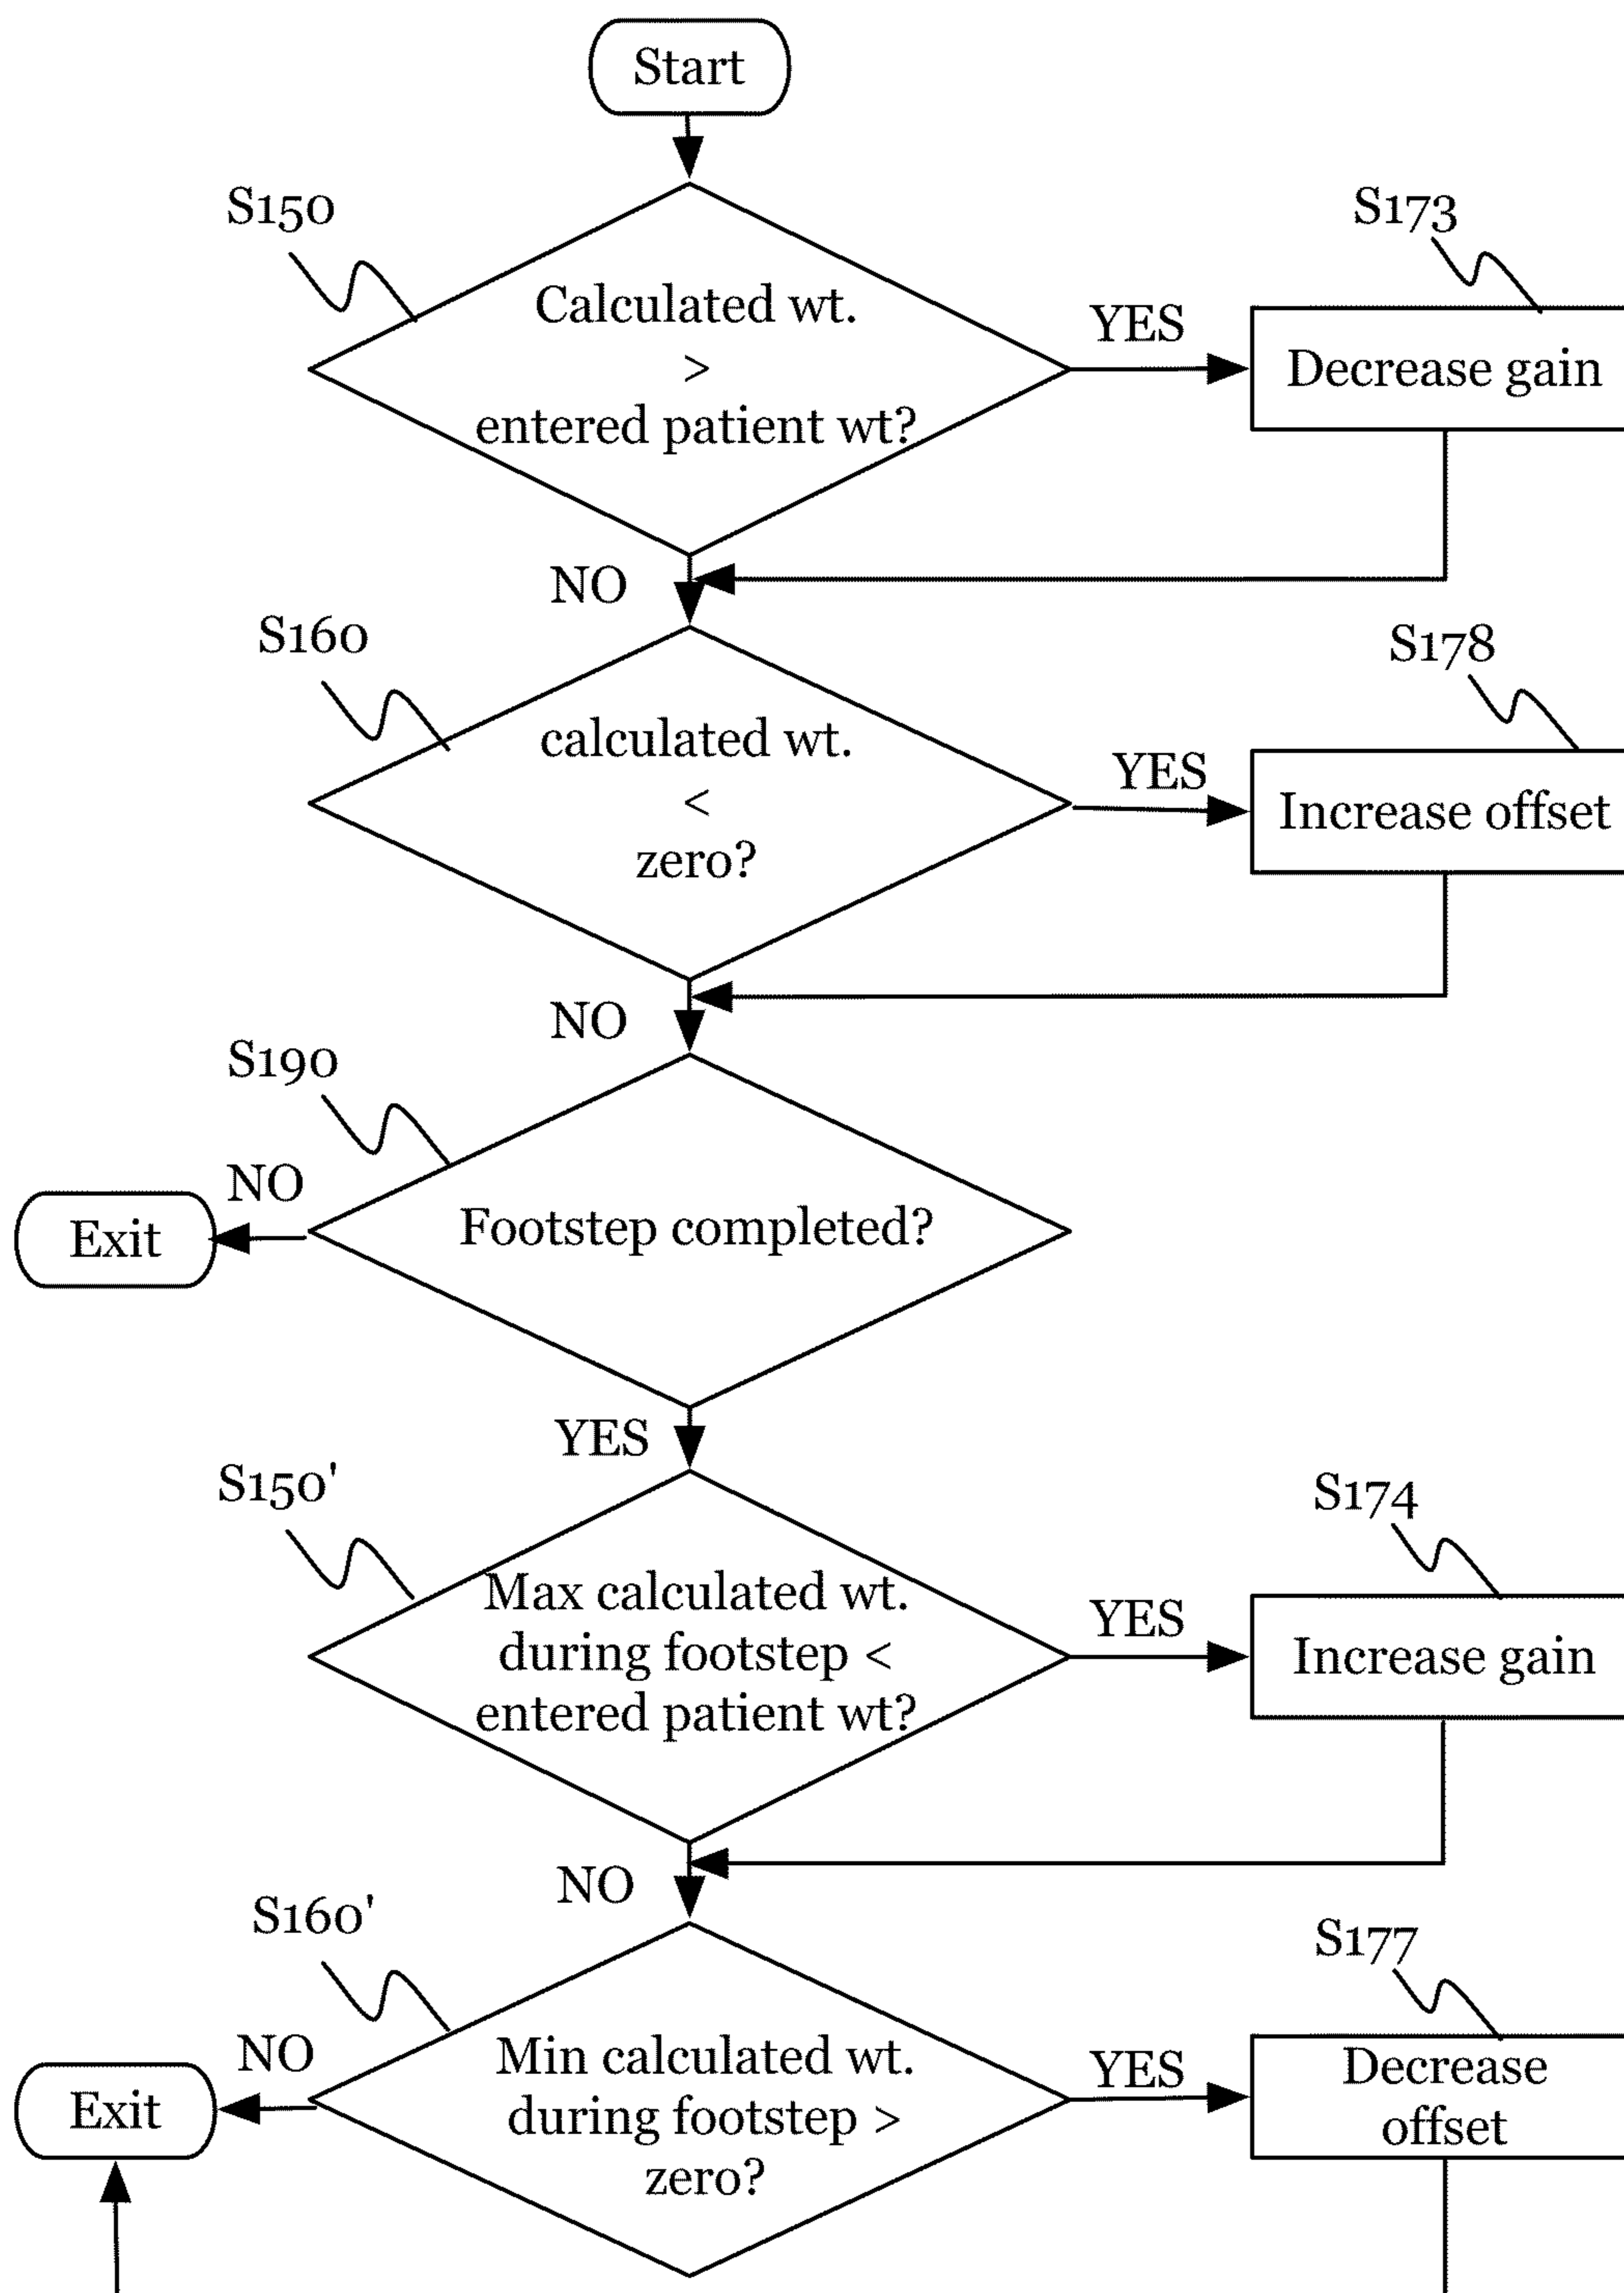 Start
S150
S173
Calculated wt.
>
entered patient wt?
YES
Decrease gain
NO
S160
S178
calculated wt.
<
zero?
YES
Increase offset
NO
S190
NO
Exit
Footstep completed?
YES
S150'
S174
Max calculated wt.
during footstep <
entered patient wt?
YES
Increase gain
NO
S160'
S177
NO
Exit
Min calculated wt.
during footstep >
zero?
YES
Decrease
offset